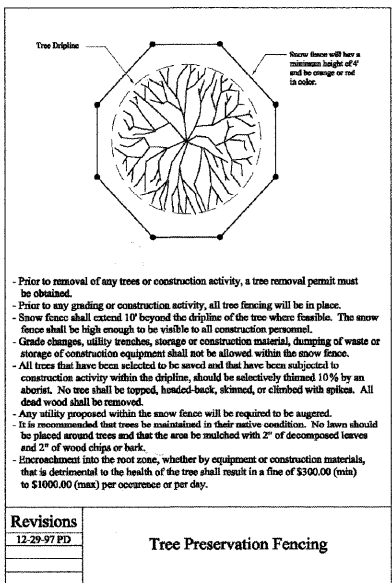 Tree Dripline
Snow fence will hav a
minimum height of 4'
and be orange or red
in color.
- Prior to removal of any trees or construction activity, a tree removal permit must
be obtained.
- Prior to any grading or construction activity, all tree fencing will be in place.
- Snow fence shall extend 10' beyond the dripline of the tree where feasible. The snow
fence shall be high enough to be visible to all construction personnel.
- Grade changes, utility trenches, storage or construction material, dumping of waste or
storage of construction equipment shall not be allowed within the snow fence.
- All trees that have been selected to be saved and that have been subjected to
construction activity within the dripline, should be selectively thinned 10% by an
aborist. No tree shall be topped, headed-back, skinned, or climbed with spikes. All
dead wood shall be removed.
- Any utility proposed within the snow fence will be required to be augered.
- It is recommended that trees be maintained in their native condition. No lawn should
be placed around trees and that the area be mulched with 2" of decomposed leaves
and 2" of wood chips or bark.
- Encroachment into the root zone, whether by equipment or construction materials,
that is detrimental to the health of the tree shall result in a fine of $300.00 (min)
to $1000.00 (max) per occurence or per day.
Revisions
12-29-97 PD
Tree Preservation Fencing